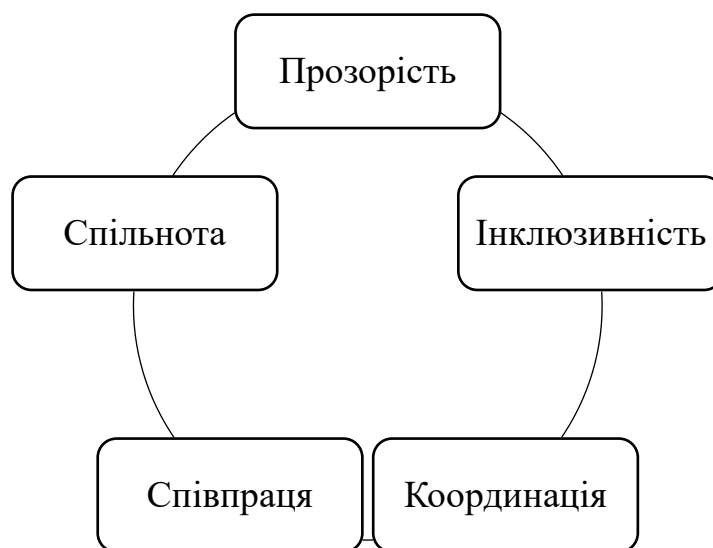 Прозорість
Спільнота
Інклюзивність
Співпраця
Координація